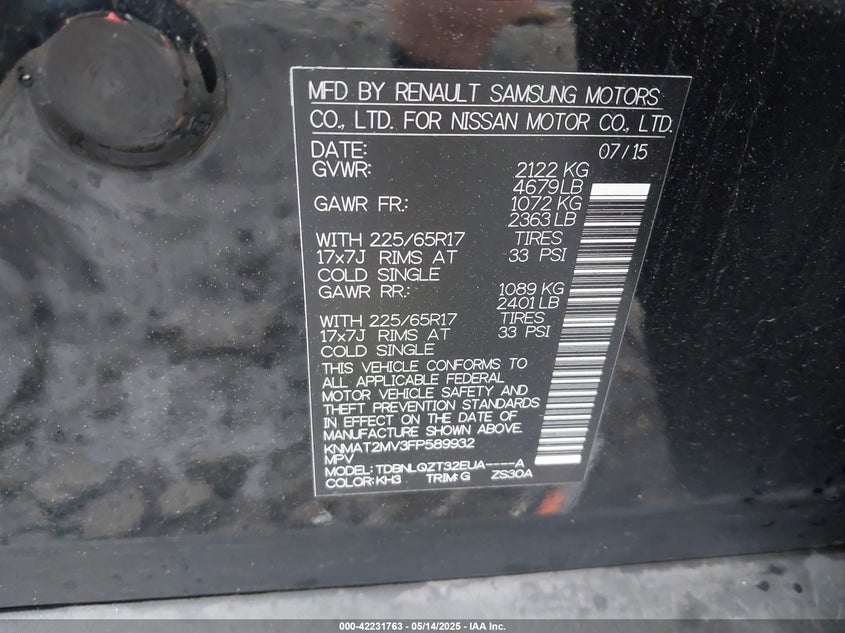 MFD BY RENAULT SAMSUNG MOTORS
CO., LTD. FOR NISSAN MOTOR CO., LTD.
DATE: 07/15
GVWR: 2122 KG
4679 LB
GAWR FR.: 1072 KG
2363 LB
WITH 225/65R17 TIRES
17x7J RIMS AT 33 PSI
COLD SINGLE
GAWR RR.: 1089 KG
2401 LB
WITH 225/65R17 TIRES
17x7J RIMS AT 33 PSI
COLD SINGLE
THIS VEHICLE CONFORMS TO
ALL APPLICABLE FEDERAL
MOTOR VEHICLE SAFETY AND
THEFT PREVENTION STANDARDS
IN EFFECT ON THE DATE OF
MANUFACTURE SHOWN ABOVE.
KNMAT2MV3FP589932
MPV
MODEL: TDBNLQZT32EUA----A
COLOR: KH3 TRIM: G ZS30A
000-42231763 - 05/14/2025 - IAA Inc.